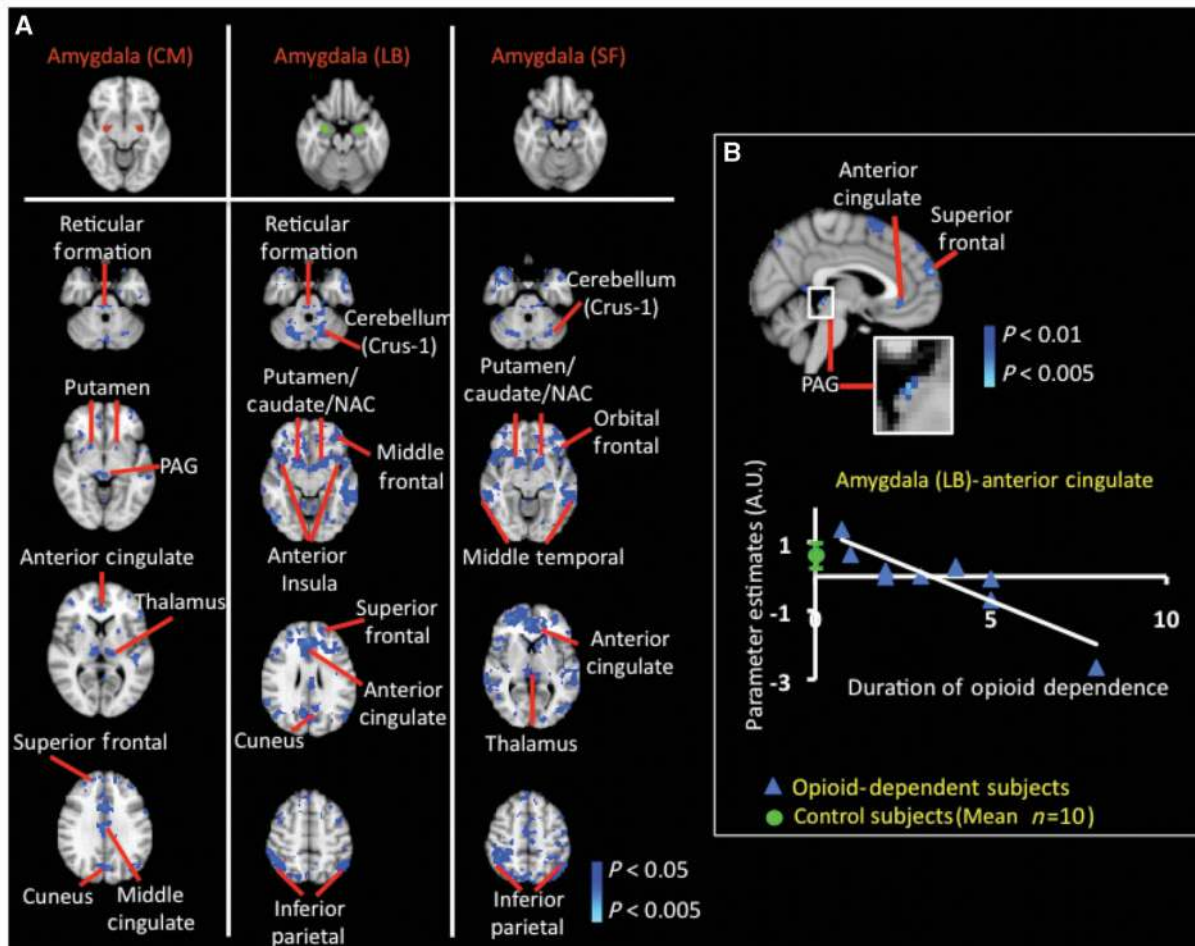 A
Amygdala (CM)
Amygdala (LB)
Amygdala (SF)
Reticular
formation
Reticular
formation
Cerebellum
(Crus-1)
Cerebellum
(Crus-1)
Putamen
PAG
Putamen/
caudate/NAC
Middle
frontal
Anterior
Insula
Putamen/
caudate/NAC
Orbital
frontal
Middle temporal
Anterior cingulate
Thalamus
Superior
frontal
Anterior
cingulate
Cuneus
Anterior
cingulate
Thalamus
Superior frontal
Cuneus
Middle
cingulate
Inferior
parietal
Inferior
parietal
P < 0.05
P < 0.005
B
Anterior
cingulate
Superior
frontal
PAG
P < 0.01
P < 0.005
Amygdala (LB)-anterior cingulate
Parameter estimates (A.U.)
1
-1
-3
0
5
10
Duration of opioid dependence
Opioid-dependent subjects
Control subjects (Mean n=10)